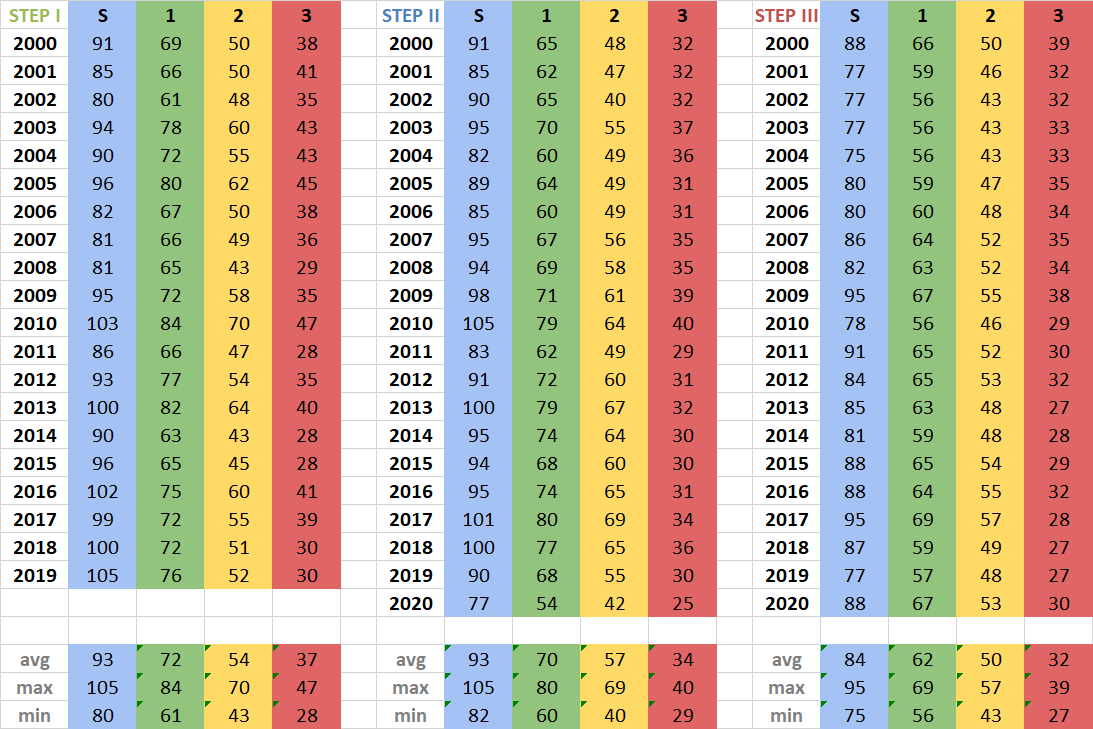 STEP I S 1 2 3 STEP II S 1 2 3 STEP III S 1 2 3
2000 91 69 50 38 2000 91 65 48 32 2000 88 66 50 39
2001 85 66 50 41 2001 85 62 47 32 2001 77 59 46 32
2002 80 61 48 35 2002 90 65 40 32 2002 77 56 43 32
2003 94 78 60 43 2003 95 70 55 37 2003 77 56 43 33
2004 90 72 55 43 2004 82 60 49 36 2004 75 56 43 33
2005 96 80 62 45 2005 89 64 49 31 2005 80 59 47 35
2006 82 67 50 38 2006 85 60 49 31 2006 80 60 48 34
2007 81 66 49 36 2007 95 67 56 35 2007 86 64 52 35
2008 81 65 43 29 2008 94 69 58 35 2008 82 63 52 34
2009 95 72 58 35 2009 98 71 61 39 2009 95 67 55 38
2010 103 84 70 47 2010 105 79 64 40 2010 78 56 46 29
2011 86 66 47 28 2011 83 62 49 29 2011 91 65 52 30
2012 93 77 54 35 2012 91 72 60 31 2012 84 65 53 32
2013 100 82 64 40 2013 100 79 67 32 2013 85 63 48 27
2014 90 63 43 28 2014 95 74 64 30 2014 81 59 48 28
2015 96 65 45 28 2015 94 68 60 30 2015 88 65 54 29
2016 102 75 60 41 2016 95 74 65 31 2016 88 64 55 32
2017 99 72 55 39 2017 101 80 69 34 2017 95 69 57 28
2018 100 72 51 30 2018 100 77 65 36 2018 87 59 49 27
2019 105 76 52 30 2019 90 68 55 30 2019 77 57 48 27
2020 77 54 42 25 2020 88 67 53 30
avg 93 72 54 37 avg 93 70 57 34 avg 84 62 50 32
max 105 84 70 47 max 105 80 69 40 max 95 69 57 39
min 80 61 43 28 min 82 60 40 29 min 75 56 43 27